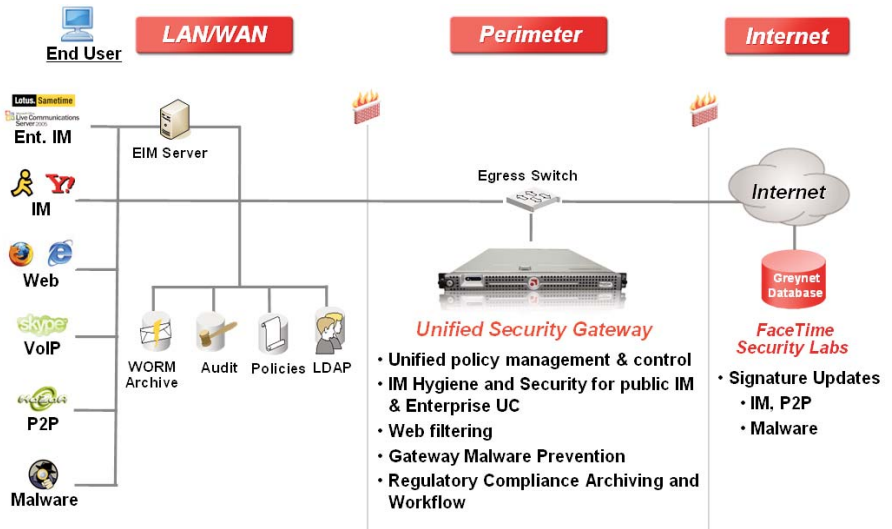 End User
LAN/WAN
Perimeter
Internet
Lotus. Sametime
Live Communications
Server 2005
Ent. IM
EIM Server
Y!
IM
Egress Switch
Internet
Web
Greynet
Database
skype
VoIP
WORM
Archive
Audit
Policies
LDAP
Unified Security Gateway
FaceTime
Security Labs
• Unified policy management & control
• IM Hygiene and Security for public IM
& Enterprise UC
• Web filtering
• Gateway Malware Prevention
• Regulatory Compliance Archiving and
Workflow
• Signature Updates
• IM, P2P
• Malware
KaZaA
P2P
Malware